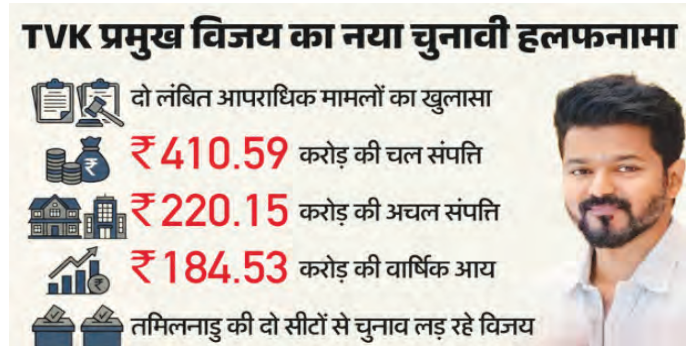 TVK प्रमुख विजय का नया चुनावी हलफनामा
दो लंबित आपराधिक मामलों का खुलासा
₹410.59 करोड़ की चल संपत्ति
₹220.15 करोड़ की अचल संपत्ति
₹184.53 करोड़ की वार्षिक आय
तमिलनाडु की दो सीटों से चुनाव लड़ रहे विजय